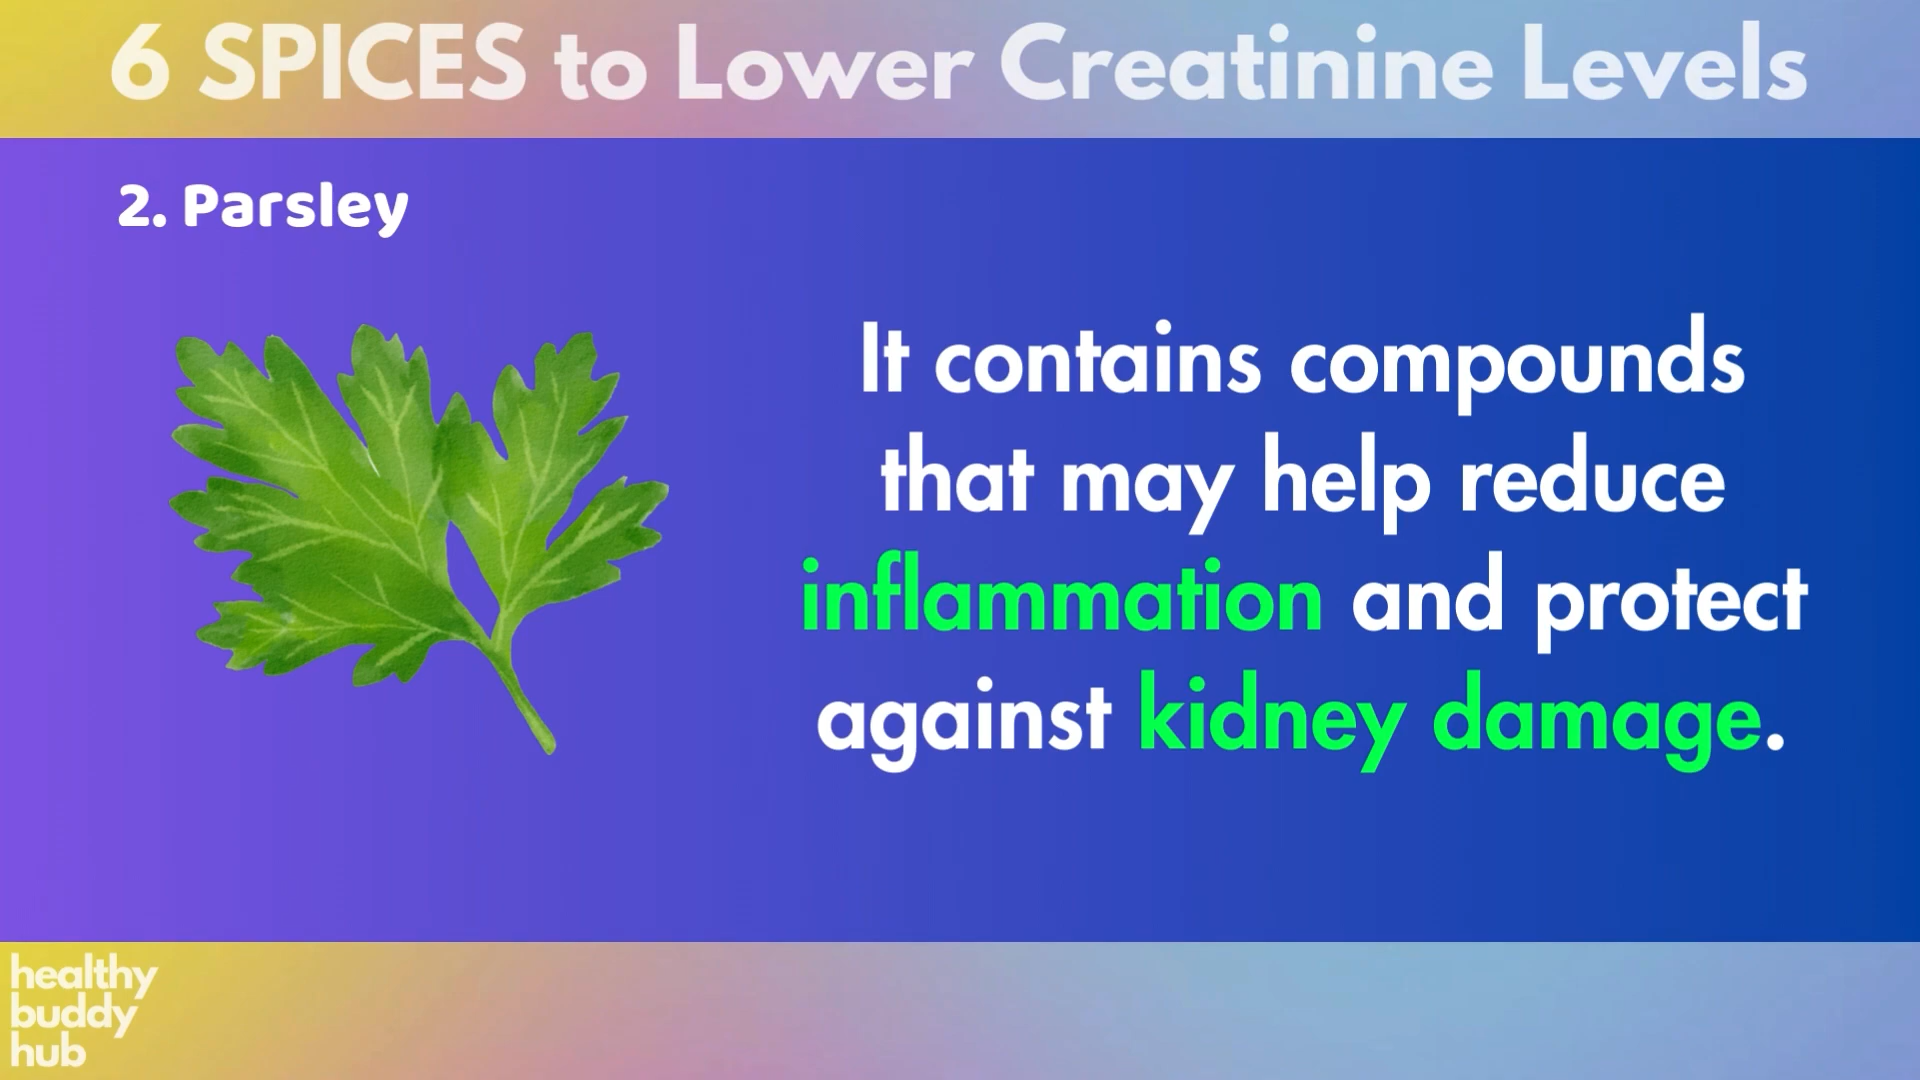 6 SPICES to Lower Creatinine Levels
2. Parsley
It contains compounds
that may help reduce
inflammation and protect
against kidney damage.
healthy
buddy
hub